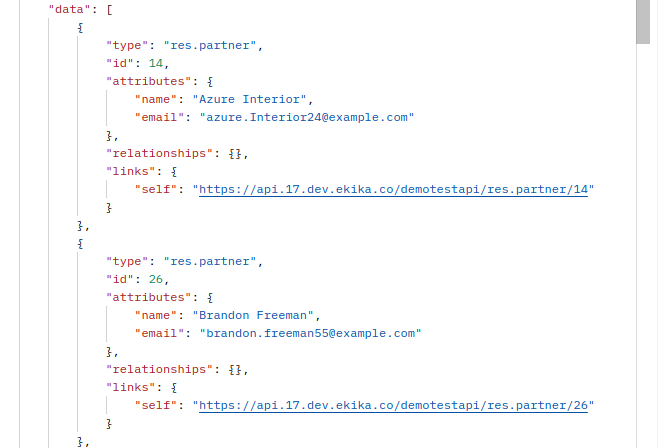 "data": [
{
"type": "res.partner",
"id": 14,
"attributes": {
"name": "Azure Interior",
"email": "azure.Interior24@example.com"
},
"relationships": {},
"links": {
"self": "https://api.17.dev.ekika.co/demotestapi/res.partner/14"
}
},
{
"type": "res.partner",
"id": 26,
"attributes": {
"name": "Brandon Freeman",
"email": "brandon.freeman55@example.com"
},
"relationships": {},
"links": {
"self": "https://api.17.dev.ekika.co/demotestapi/res.partner/26"
}
},